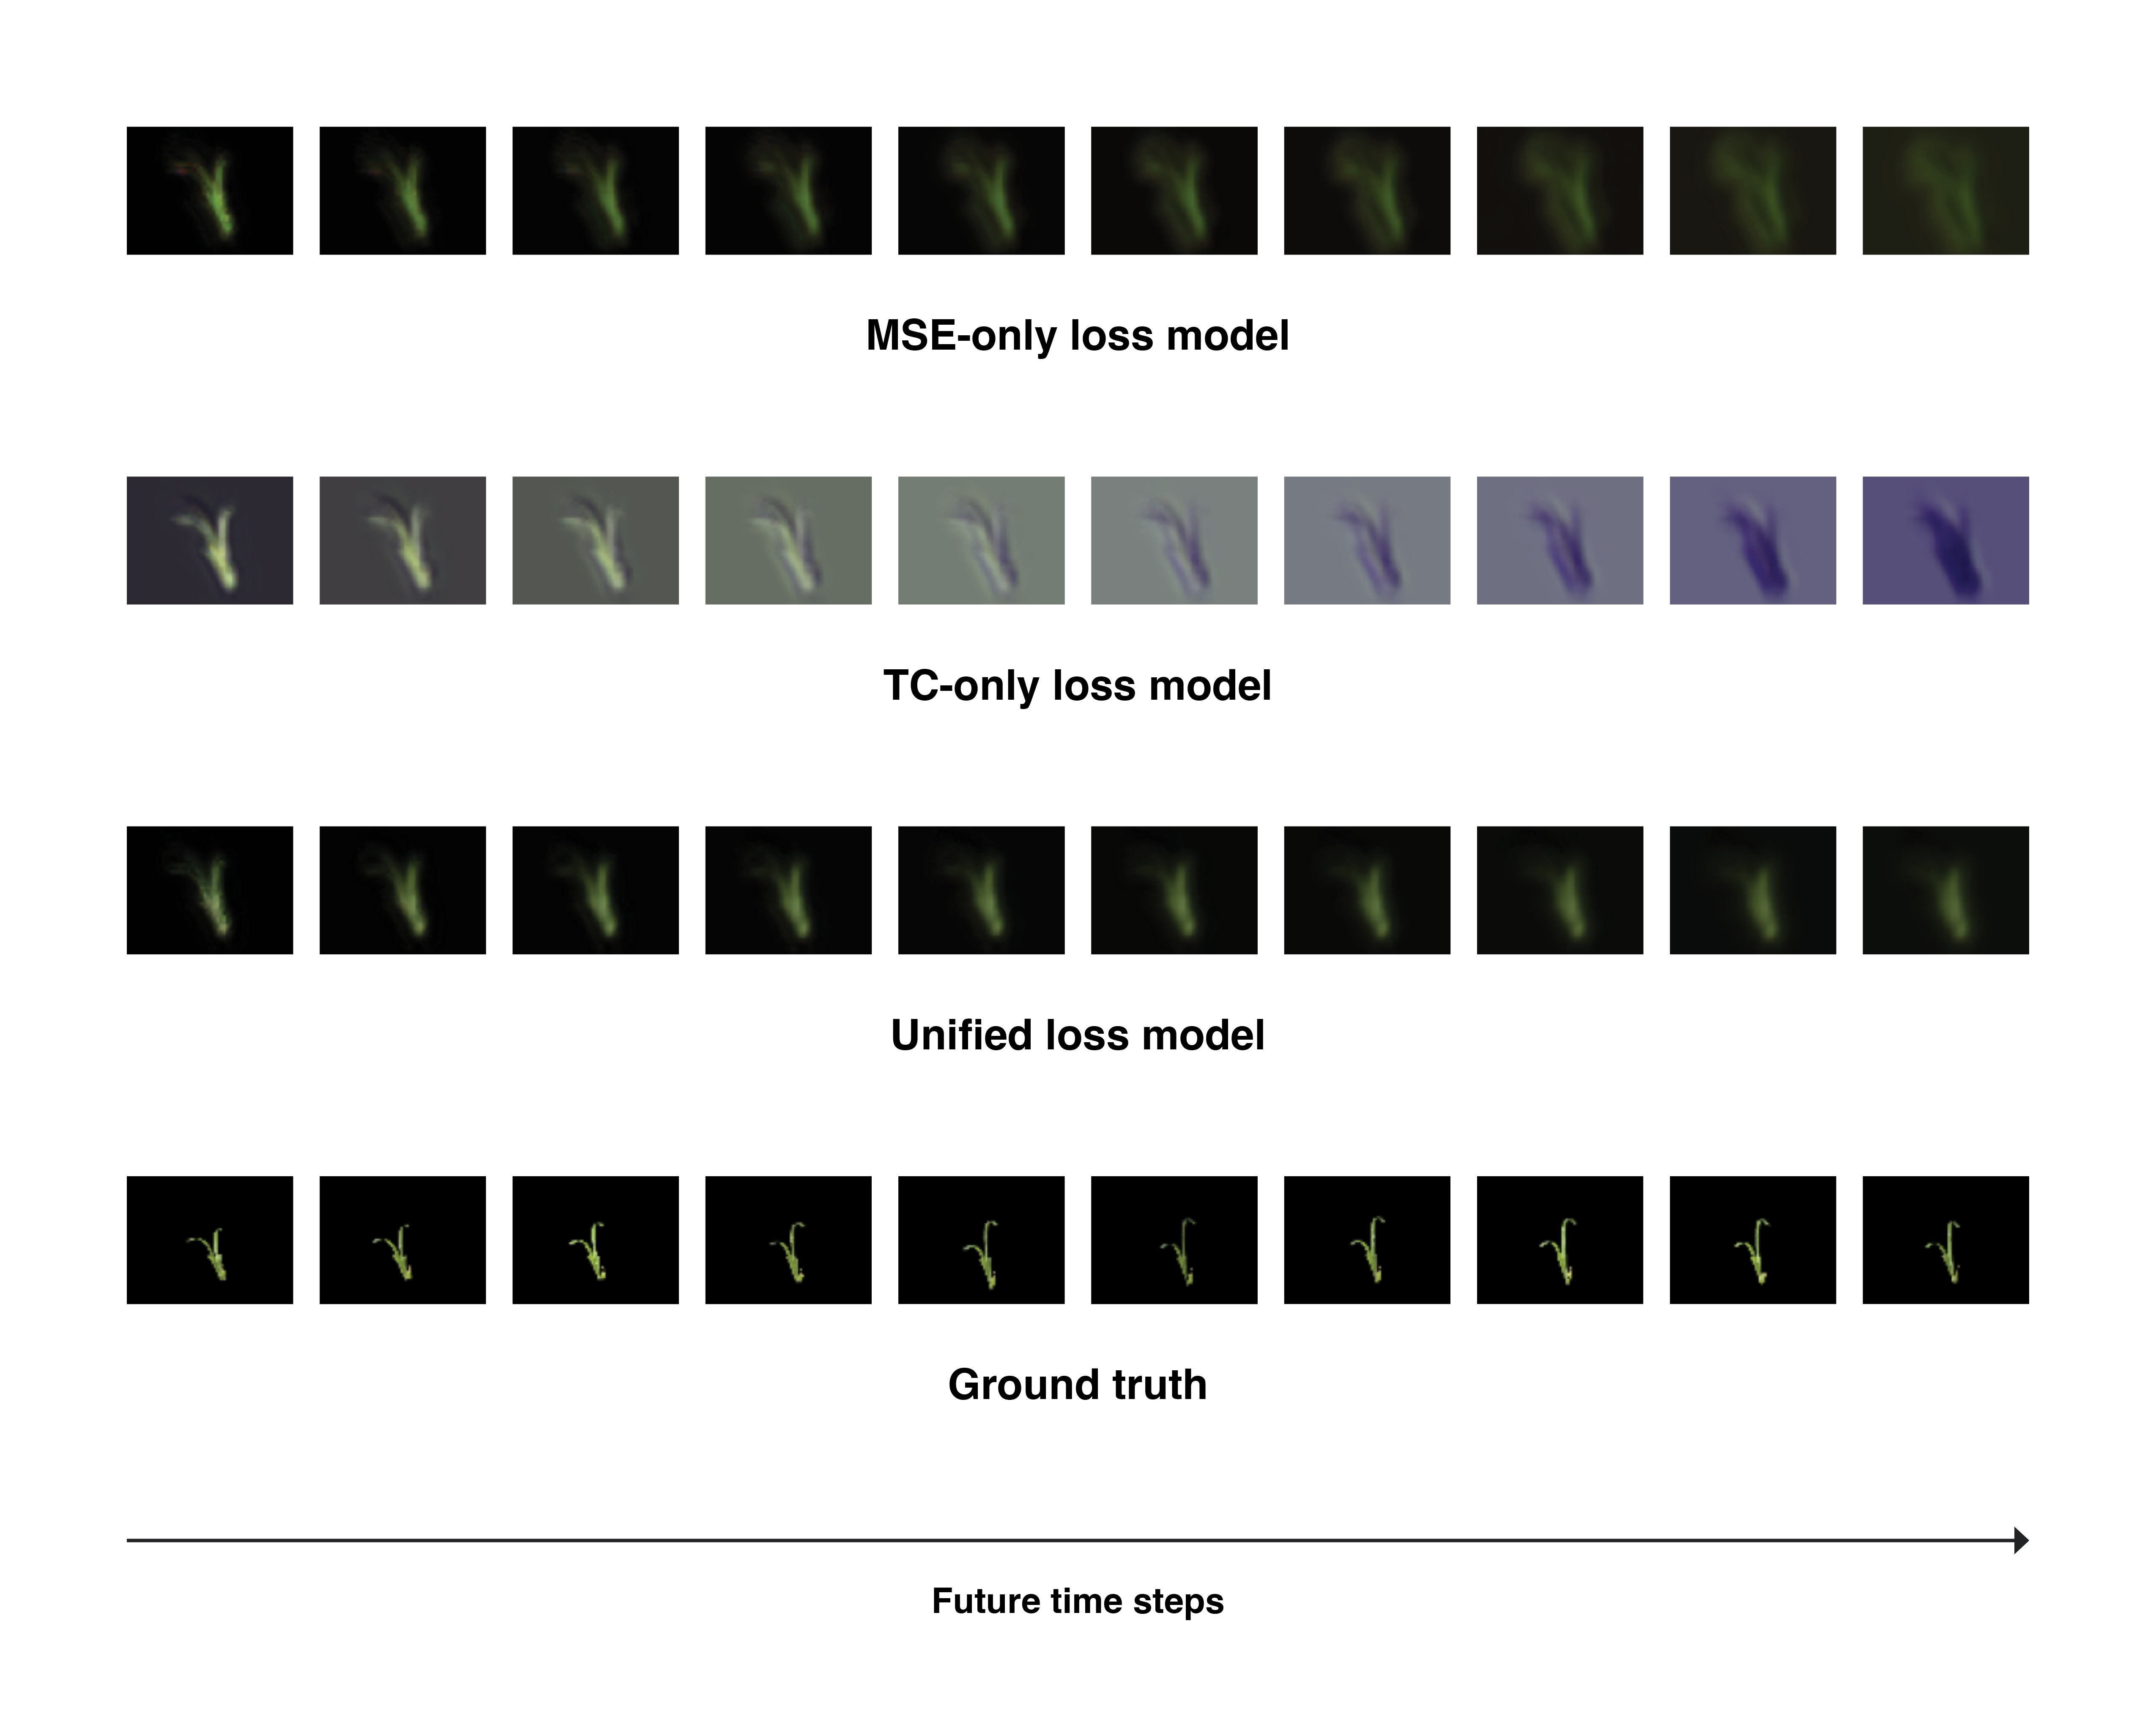 MSE-only loss model
TC-only loss model
Unified loss model
Ground truth
Future time steps